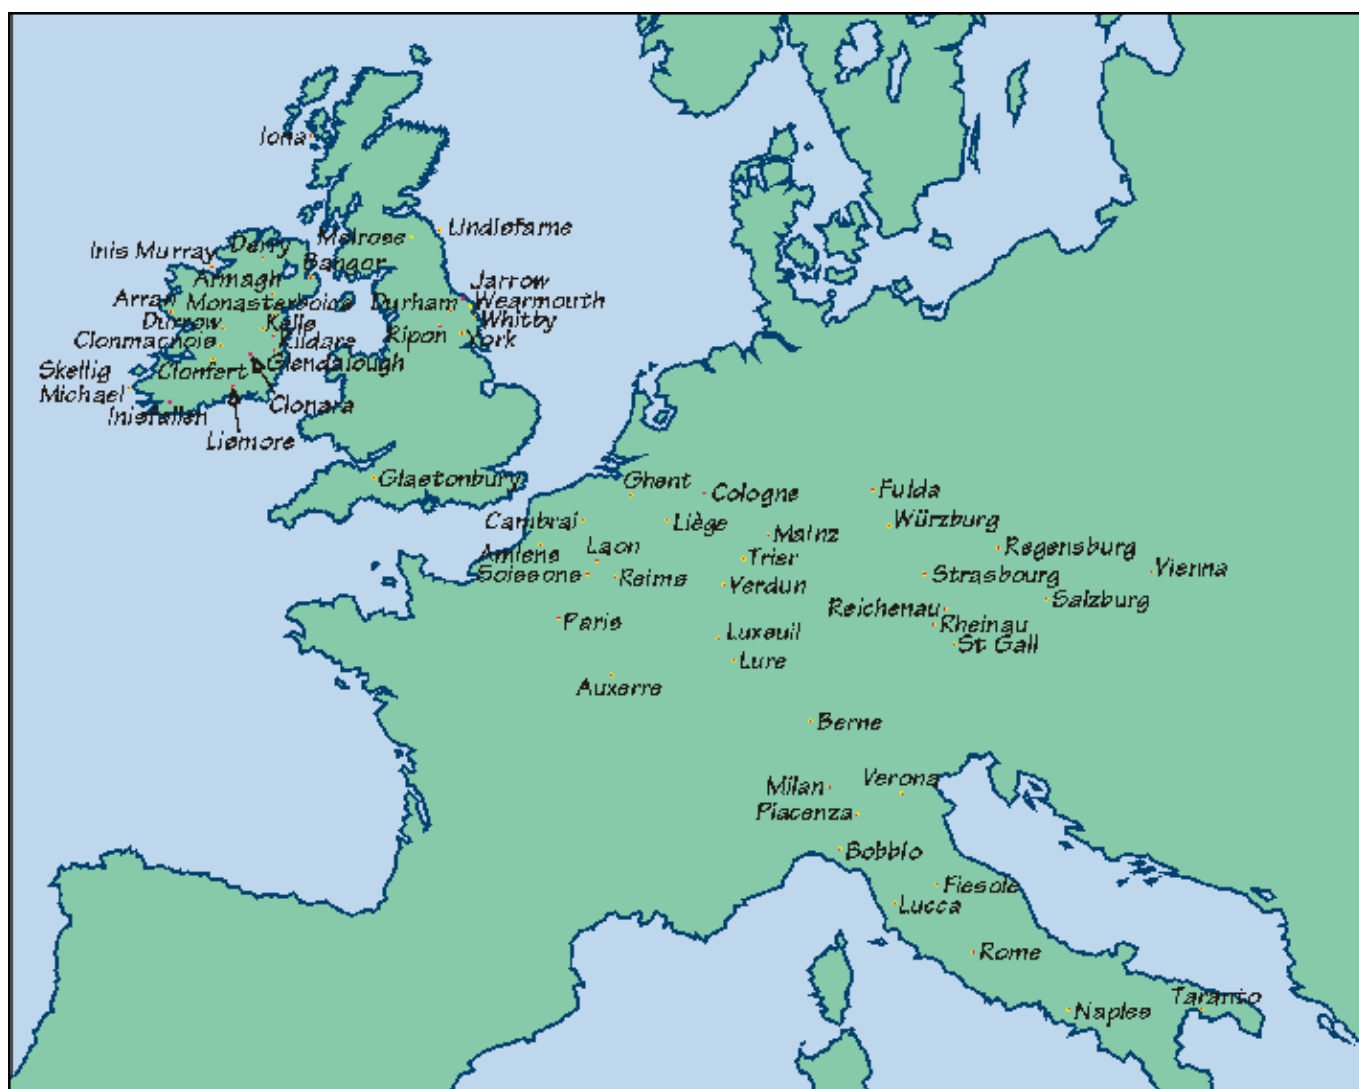 Iona
Undisfarne
Melrose
Inis Murray
Derry
Bangor
Armagh
Jarrow
Arran
Monasterboice
Durham
Wearmouth
Durrow
Kells
Whitby
Clonmacnois
Kildare
Ripon
York
Skellig
Michael
Clonfert
Glendalough
Inisfallen
Clonara
Lismore
Glastonbury
Ghent
Cologne
Fulda
Cambrai
Liège
Mainz
Würzburg
Amiens
Laon
Trier
Regensburg
Soissons
Reims
Verdun
Strasbourg
Vienna
Reichenau
Salzburg
Paris
Luxeuil
Rheinau
St Gall
Lure
Auxerre
Berne
Milan
Verona
Piacenza
Bobbio
Fiesole
Lucca
Rome
Naples
Taranto